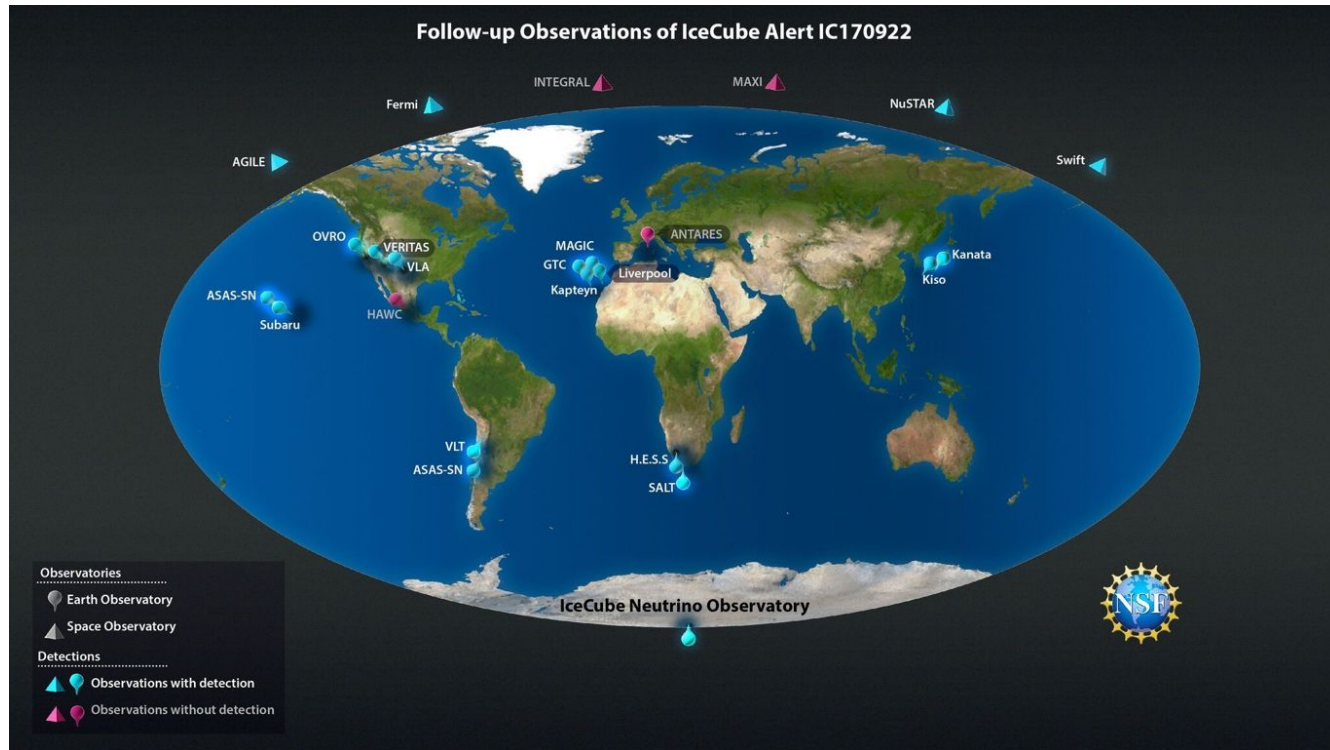 Follow-up Observations of IceCube Alert IC170922
INTEGRAL
MAXI
Fermi
NuSTAR
AGILE
Swift
OVRO
VERITAS
VLA
ANTARES
MAGIC
GTC
Liverpool
Kapteyn
Kanata
Kiso
ASAS-SN
Subaru
HAWC
VLT
ASAS-SN
H.E.S.S
SALT
IceCube Neutrino Observatory
NSF
Observatories
Earth Observatory
Space Observatory
Detections
Observations with detection
Observations without detection